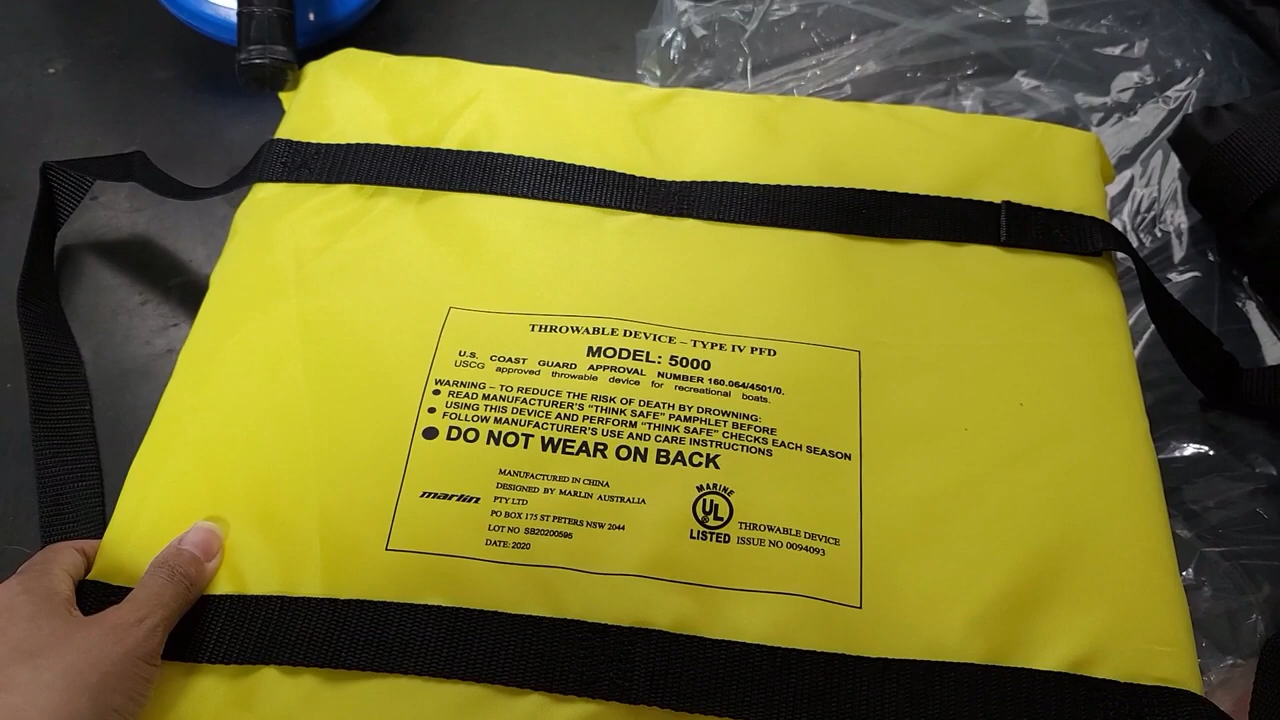 THROWABLE DEVICE – TYPE IV PFD
MODEL: 5000
U.S. COAST GUARD APPROVAL NUMBER 160.064/4501/0.
USCG approved throwable device for recreational boats.
WARNING – TO REDUCE THE RISK OF DEATH BY DROWNING:
● READ MANUFACTURER'S "THINK SAFE" PAMPHLET BEFORE
USING THIS DEVICE AND PERFORM "THINK SAFE" CHECKS EACH SEASON
● FOLLOW MANUFACTURER'S USE AND CARE INSTRUCTIONS
● DO NOT WEAR ON BACK
marlin
MANUFACTURED IN CHINA
DESIGNED BY MARLIN AUSTRALIA
PTY LTD
PO BOX 175 ST PETERS NSW 2044
LOT NO SB20200595
DATE: 2020
MARINE
UL ®
LISTED
THROWABLE DEVICE
ISSUE NO 0094093